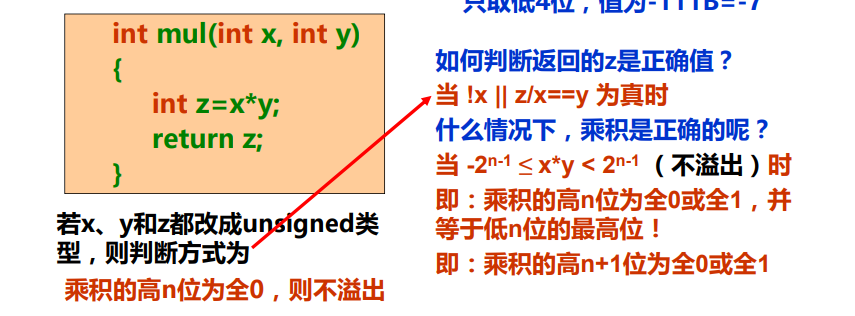 只取低4位，值为-111B=-7
int mul(int x, int y)
{
int z=x*y;
return z;
}
如何判断返回的z是正确值？
当 !x || z/x==y 为真时
什么情况下，乘积是正确的呢？
当 -2ⁿ⁻¹ ≤ x*y < 2ⁿ⁻¹ （不溢出）时
即：乘积的高n位为全0或全1，并
等于低n位的最高位！
即：乘积的高n+1位为全0或全1
若x、y和z都改成unsigned类
型，则判断方式为
乘积的高n位为全0，则不溢出